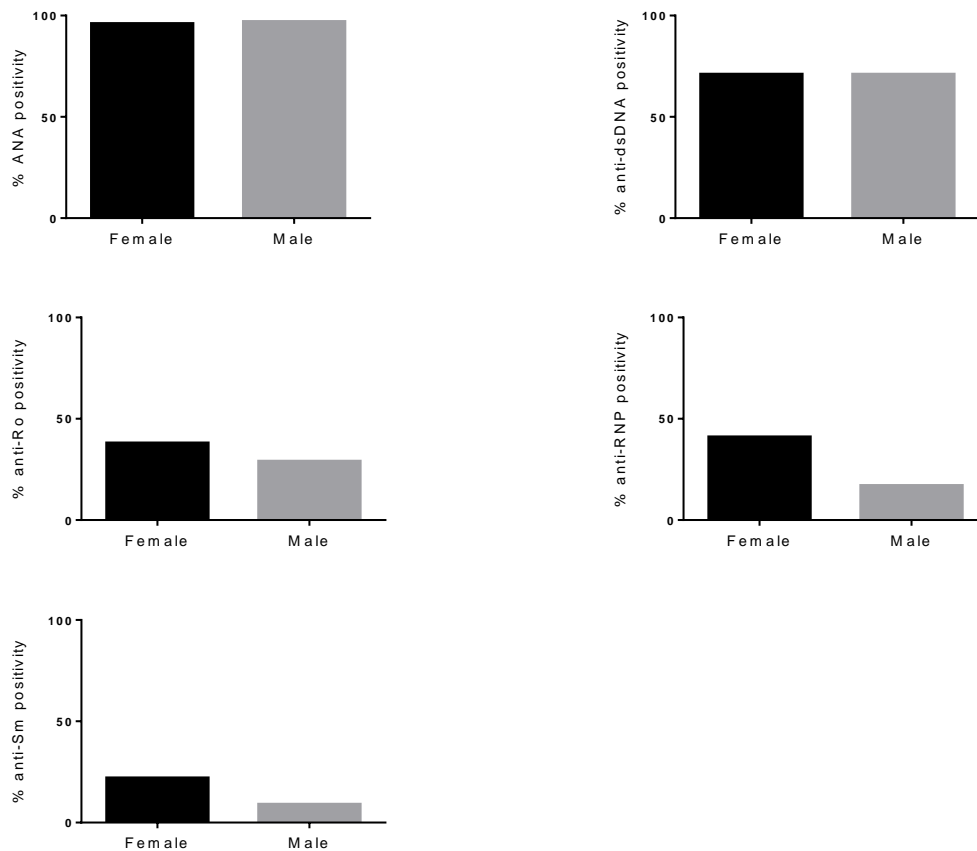 % ANA positivity
100
50
0
Female Male
% anti-dsDNA positivity
100
50
0
Female Male
% anti-Ro positivity
100
50
0
Female Male
% anti-RNP positivity
100
50
0
Female Male
% anti-Sm positivity
100
50
0
Female Male